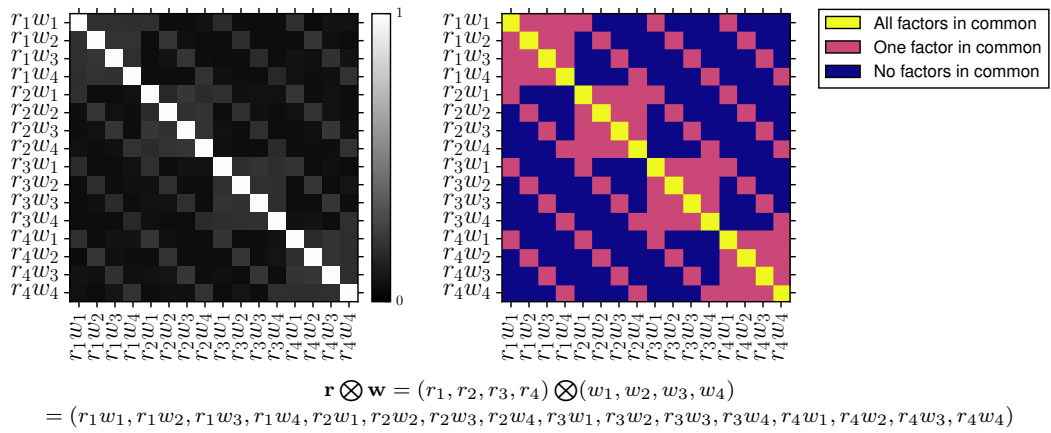 r₁w₁
r₁w₂
r₁w₃
r₁w₄
r₂w₁
r₂w₂
r₂w₃
r₂w₄
r₃w₁
r₃w₂
r₃w₃
r₃w₄
r₄w₁
r₄w₂
r₄w₃
r₄w₄
r₁w₁ r₁w₂ r₁w₃ r₁w₄ r₂w₁ r₂w₂ r₂w₃ r₂w₄ r₃w₁ r₃w₂ r₃w₃ r₃w₄ r₄w₁ r₄w₂ r₄w₃ r₄w₄
1
0
r₁w₁
r₁w₂
r₁w₃
r₁w₄
r₂w₁
r₂w₂
r₂w₃
r₂w₄
r₃w₁
r₃w₂
r₃w₃
r₃w₄
r₄w₁
r₄w₂
r₄w₃
r₄w₄
r₁w₁ r₁w₂ r₁w₃ r₁w₄ r₂w₁ r₂w₂ r₂w₃ r₂w₄ r₃w₁ r₃w₂ r₃w₃ r₃w₄ r₄w₁ r₄w₂ r₄w₃ r₄w₄
All factors in common
One factor in common
No factors in common
r ⨂ w = (r₁, r₂, r₃, r₄) ⨂(w₁, w₂, w₃, w₄)
= (r₁w₁, r₁w₂, r₁w₃, r₁w₄, r₂w₁, r₂w₂, r₂w₃, r₂w₄, r₃w₁, r₃w₂, r₃w₃, r₃w₄, r₄w₁, r₄w₂, r₄w₃, r₄w₄)